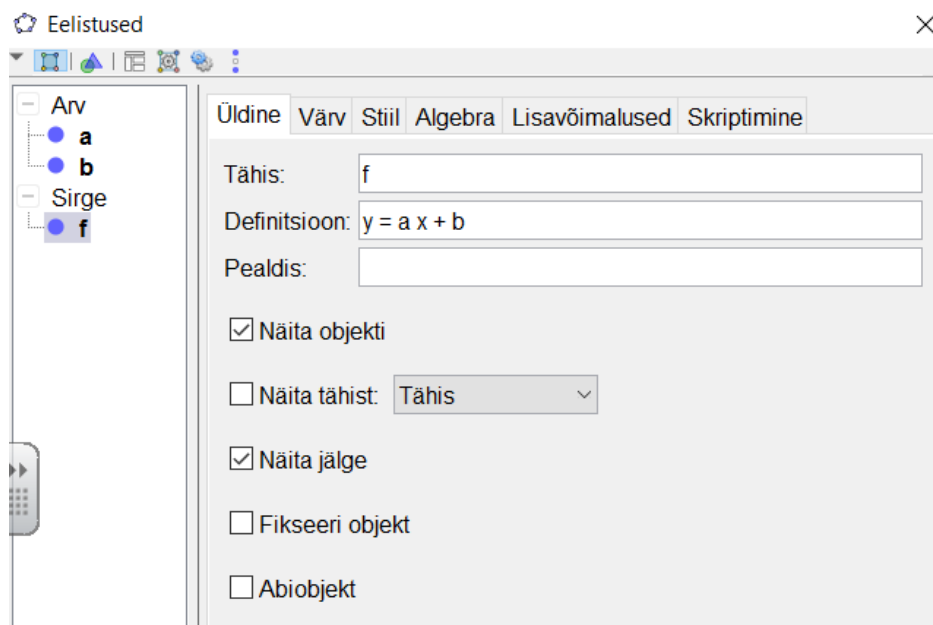 Eelistused
Arv
a
b
Sirge
f
Üldine Värv Stiil Algebra Lisavõimalused Skriptimine
Tähis: f
Definitsioon: y = a x + b
Pealdis:
Näita objekti
Näita tähist: Tähis
Näita jälge
Fikseeri objekt
Abiobjekt